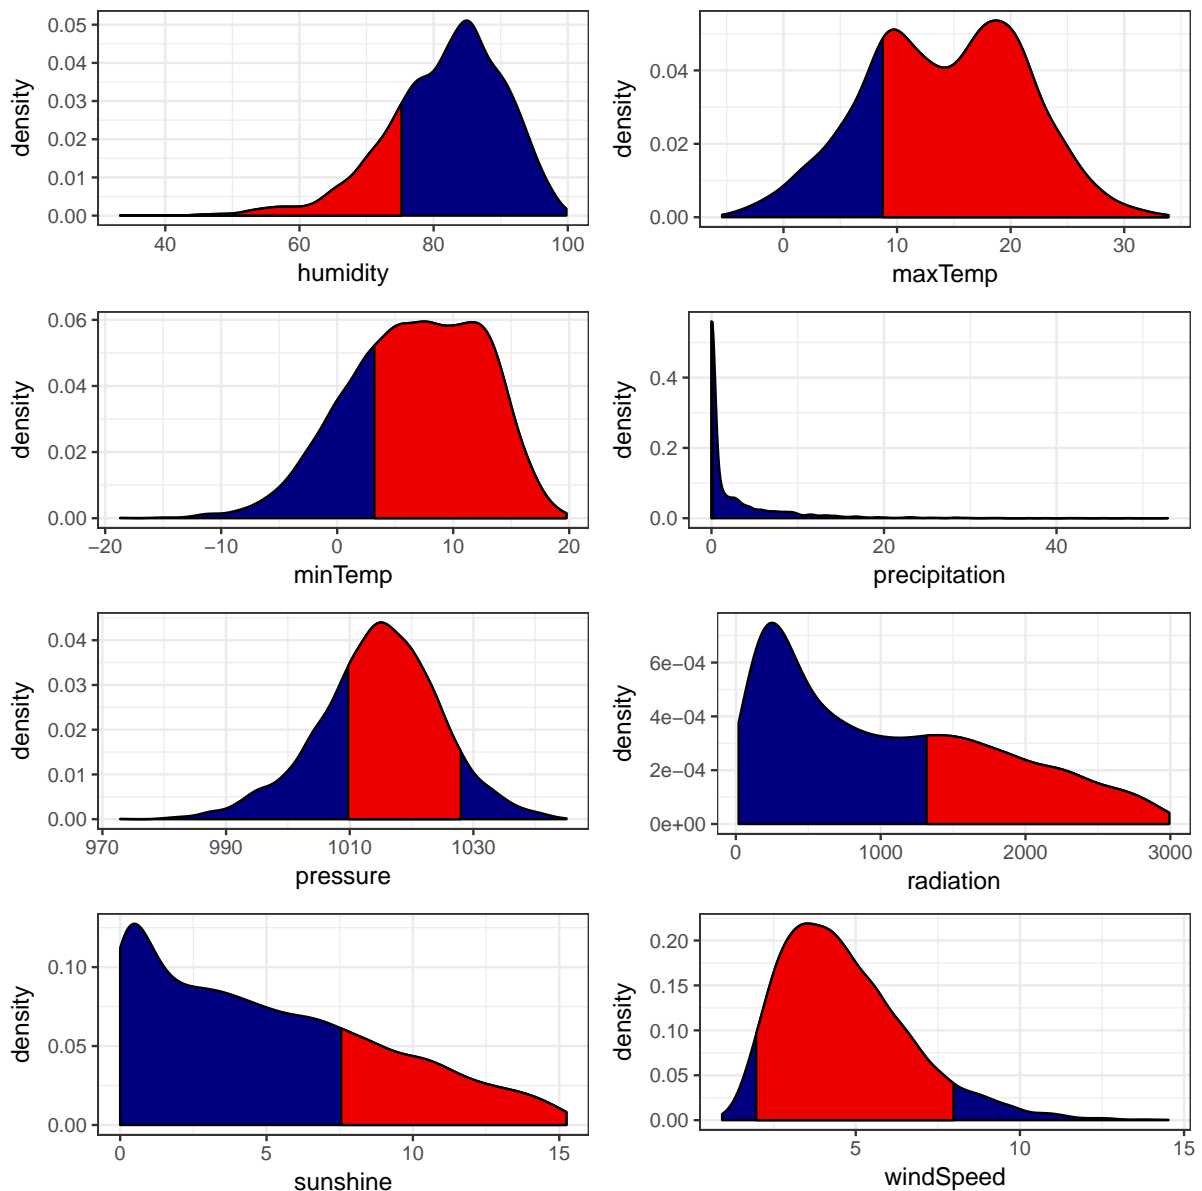 density
0.05
0.04
0.03
0.02
0.01
0.00
40 60 80 100
humidity
density
0.04
0.02
0.00
0 10 20 30
maxTemp
density
0.06
0.04
0.02
0.00
−20 −10 0 10 20
minTemp
density
0.4
0.2
0.0
0 20 40
precipitation
density
0.04
0.03
0.02
0.01
0.00
970 990 1010 1030
pressure
density
6e−04
4e−04
2e−04
0e+00
0 1000 2000 3000
radiation
density
0.10
0.05
0.00
0 5 10 15
sunshine
density
0.20
0.15
0.10
0.05
0.00
5 10 15
windSpeed